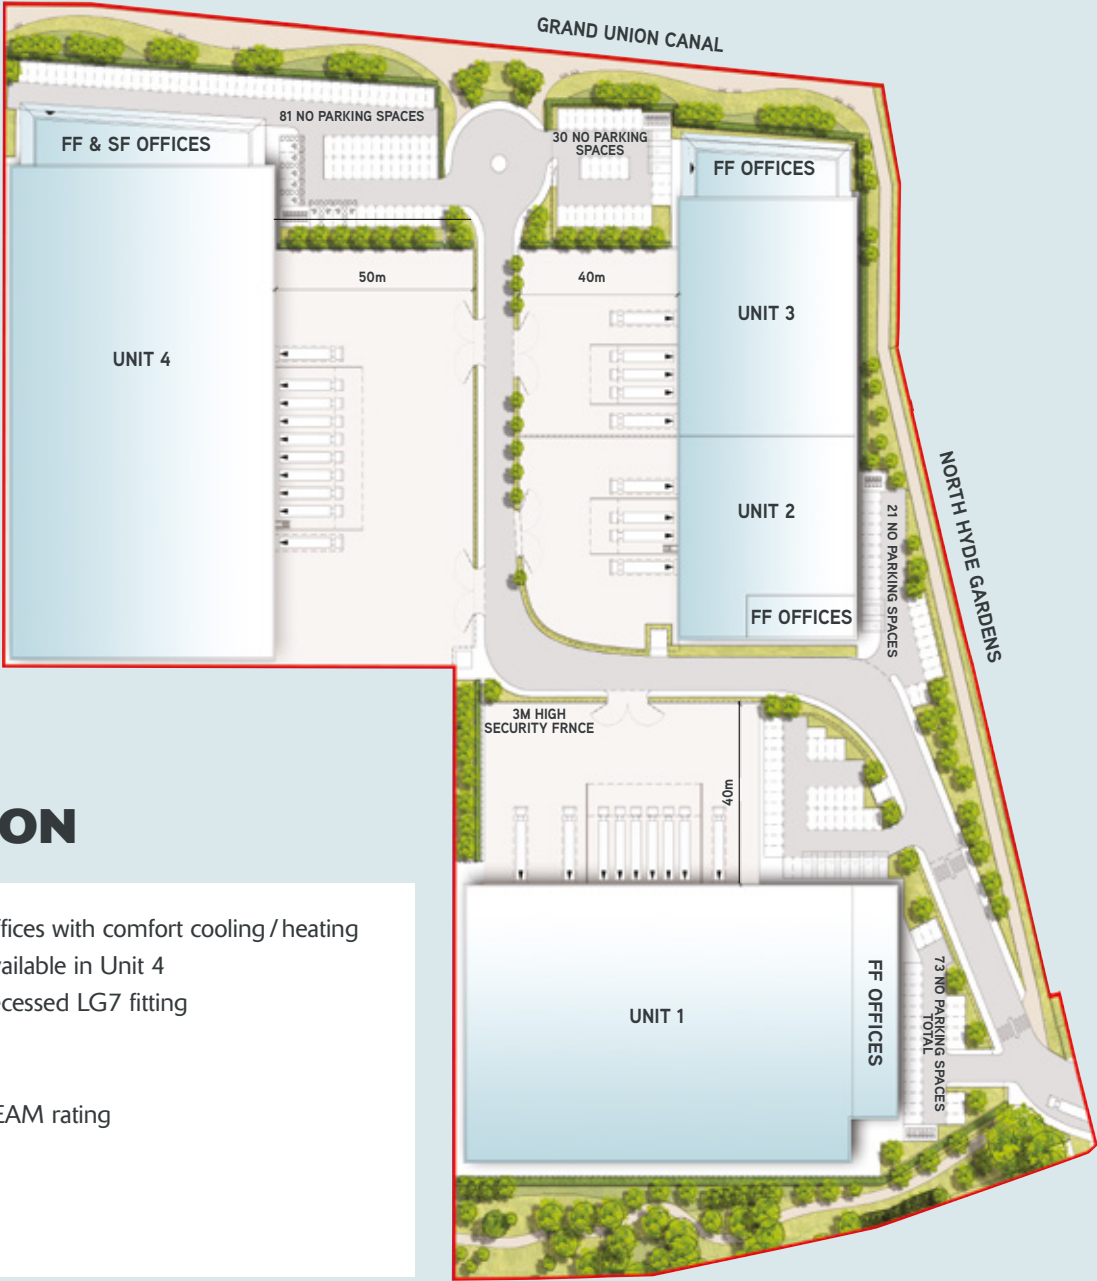 GRAND UNION CANAL
81 NO PARKING SPACES
30 NO PARKING
SPACES
FF & SF OFFICES
FF OFFICES
50m
40m
UNIT 3
UNIT 4
NORTH HYDE GARDENS
UNIT 2
21 NO PARKING SPACES
FF OFFICES
3M HIGH
SECURITY FRNCE
40m
ON
ffices with comfort cooling / heating
vailable in Unit 4
ecessed LG7 fitting
EAM rating
UNIT 1
FF OFFICES
73 NO PARKING SPACES
TOTAL